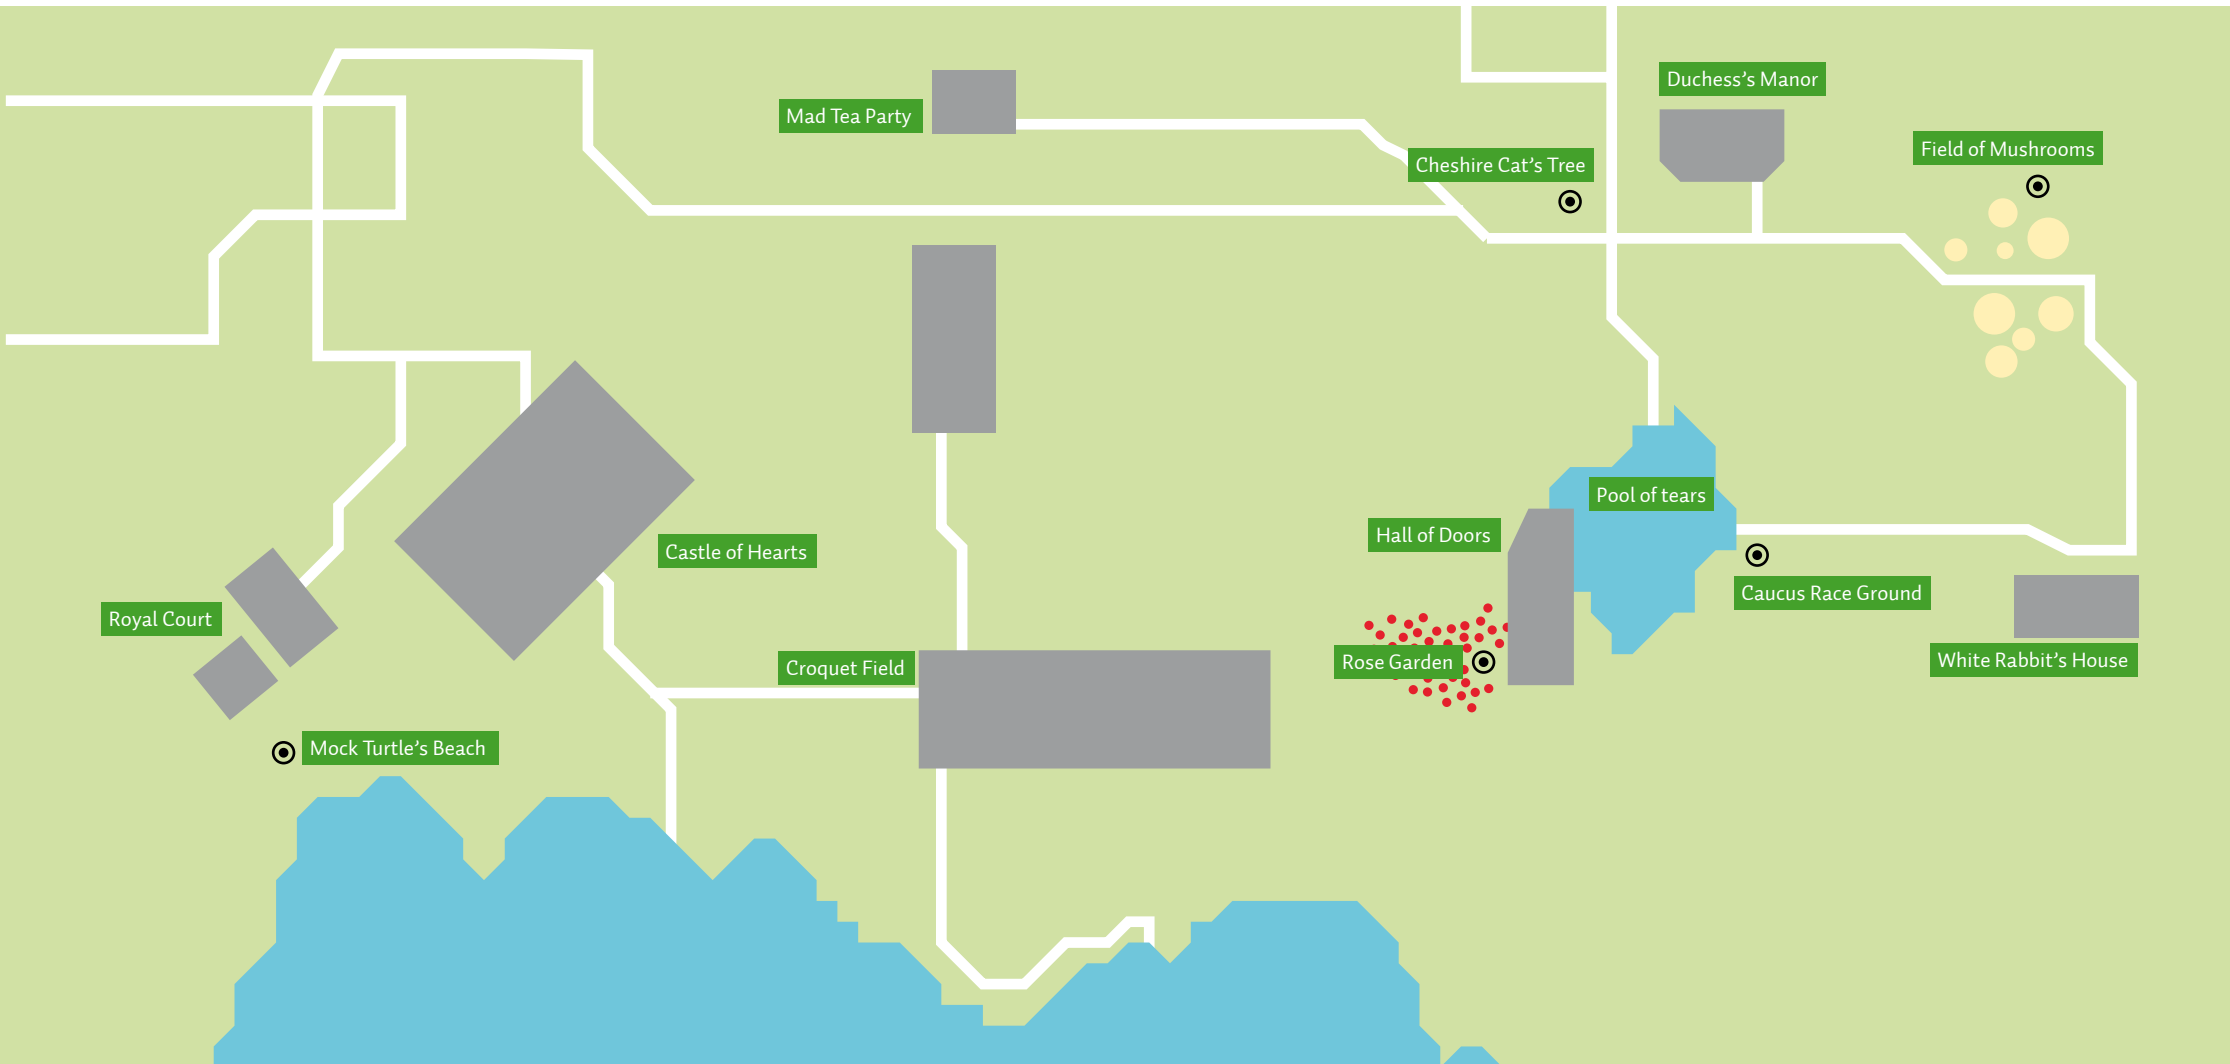 Duchess’s Manor
Mad Tea Party
Field of Mushrooms
Cheshire Cat’s Tree
Pool of tears
Hall of Doors
Castle of Hearts
Caucus Race Ground
Royal Court
White Rabbit’s House
Rose Garden
Croquet Field
Mock Turtle’s Beach